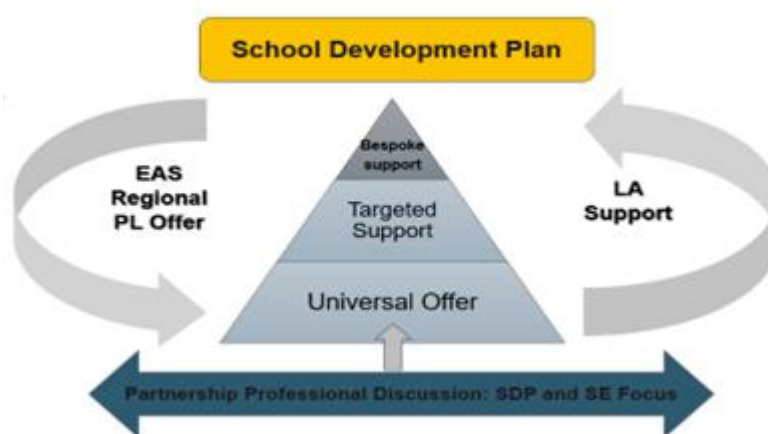 School Development Plan
Bespoke
support
EAS
Regional
PL Offer
Targeted
Support
LA
Support
Universal Offer
Partnership Professional Discussion: SDP and SE Focus